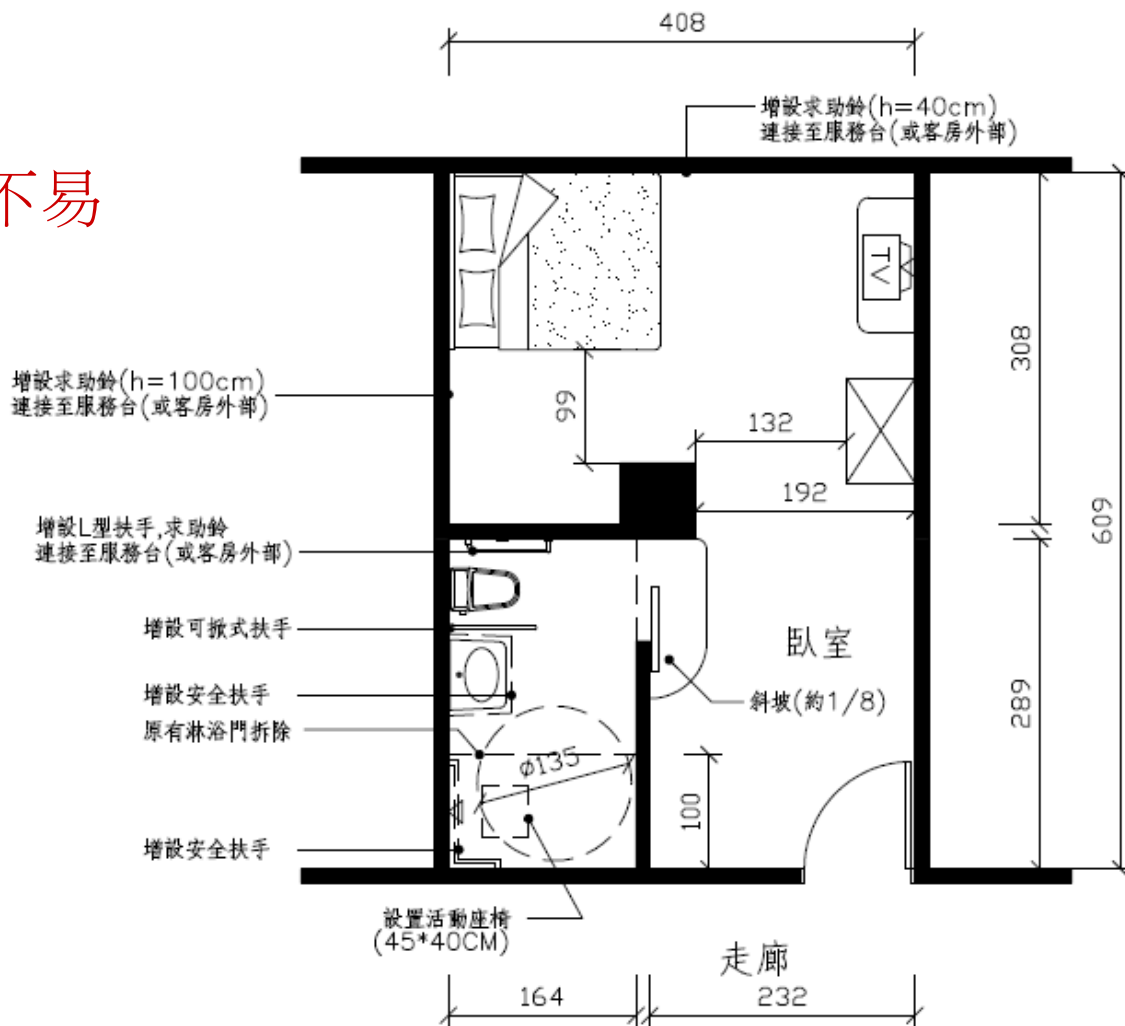 408
增設求助鈴(h=40cm)
連接至服務台(或客房外部)
不易
TV
308
609
增設求助鈴(h=100cm)
連接至服務台(或客房外部)
99
132
192
增設L型扶手,求助鈴
連接至服務台(或客房外部)
增設可掀式扶手
臥室
增設安全扶手
斜坡(約1/8)
289
原有淋浴門拆除
ø135
100
增設安全扶手
設置活動座椅
(45*40CM)
走廊
164
232